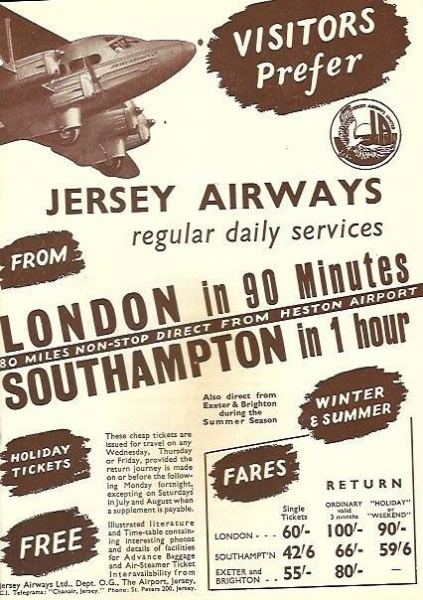 VISITORS
Prefer
JERSEY AIRWAYS
regular daily services
FROM
LONDON in 90 Minutes
80 MILES NON-STOP DIRECT FROM HESTON AIRPORT
SOUTHAMPTON in 1 hour
Also direct from
Exeter & Brighton
during the
Summer Season
WINTER
& SUMMER
HOLIDAY
TICKETS
These cheap tickets are
issued for travel on any
Wednesday, Thursday
or Friday, provided the
return journey is made
on or before the follow-
ing Monday fortnight,
excepting on Saturdays
in July and August when a
supplement is payable.
FREE
Illustrated literature
and Time-table contain-
ing interesting photos
and details of facilities
for Advance Baggage
and Air-Steamer Ticket
Interavailability from
Jersey Airways Ltd., Dept. O.G., The Airport, Jersey,
C.I. Telegrams: "Chanair, Jersey." Phone: St. Peters 200, Jersey.
FARES
RETURN
Single Tickets
ORDINARY valid 3 months
"HOLIDAY" or "WEEKEND"
LONDON - - - 60/- 100/- 90/-
SOUTHAMPT'N 42/6 66/- 59/6
EXETER and
BRIGHTON - - 55/- 80/- —